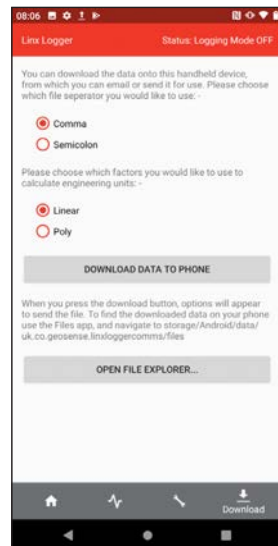 08:06
Linx Logger Status: Logging Mode OFF
You can download the data onto this handheld device,
from which you can email or send it for use. Please choose
which file seperator you would like to use: -
Comma
Semicolon
Please choose which factors you would like to use to
calculate engineering units: -
Linear
Poly
DOWNLOAD DATA TO PHONE
When you press the download button, options will appear
to send the file. To find the downloaded data on your phone
use the Files app, and navigate to storage/Android/data/
uk.co.geosense.linxloggercomms/files
OPEN FILE EXPLORER...
Download